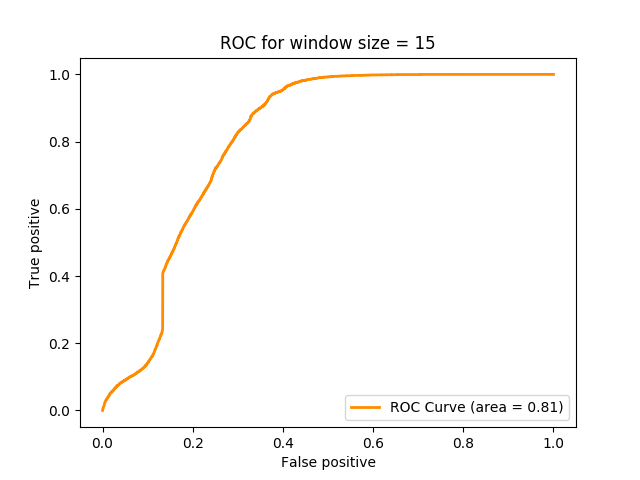 ROC for window size = 15
1.0
0.8
0.6
0.4
0.2
0.0
True positive
ROC Curve (area = 0.81)
0.0 0.2 0.4 0.6 0.8 1.0
False positive